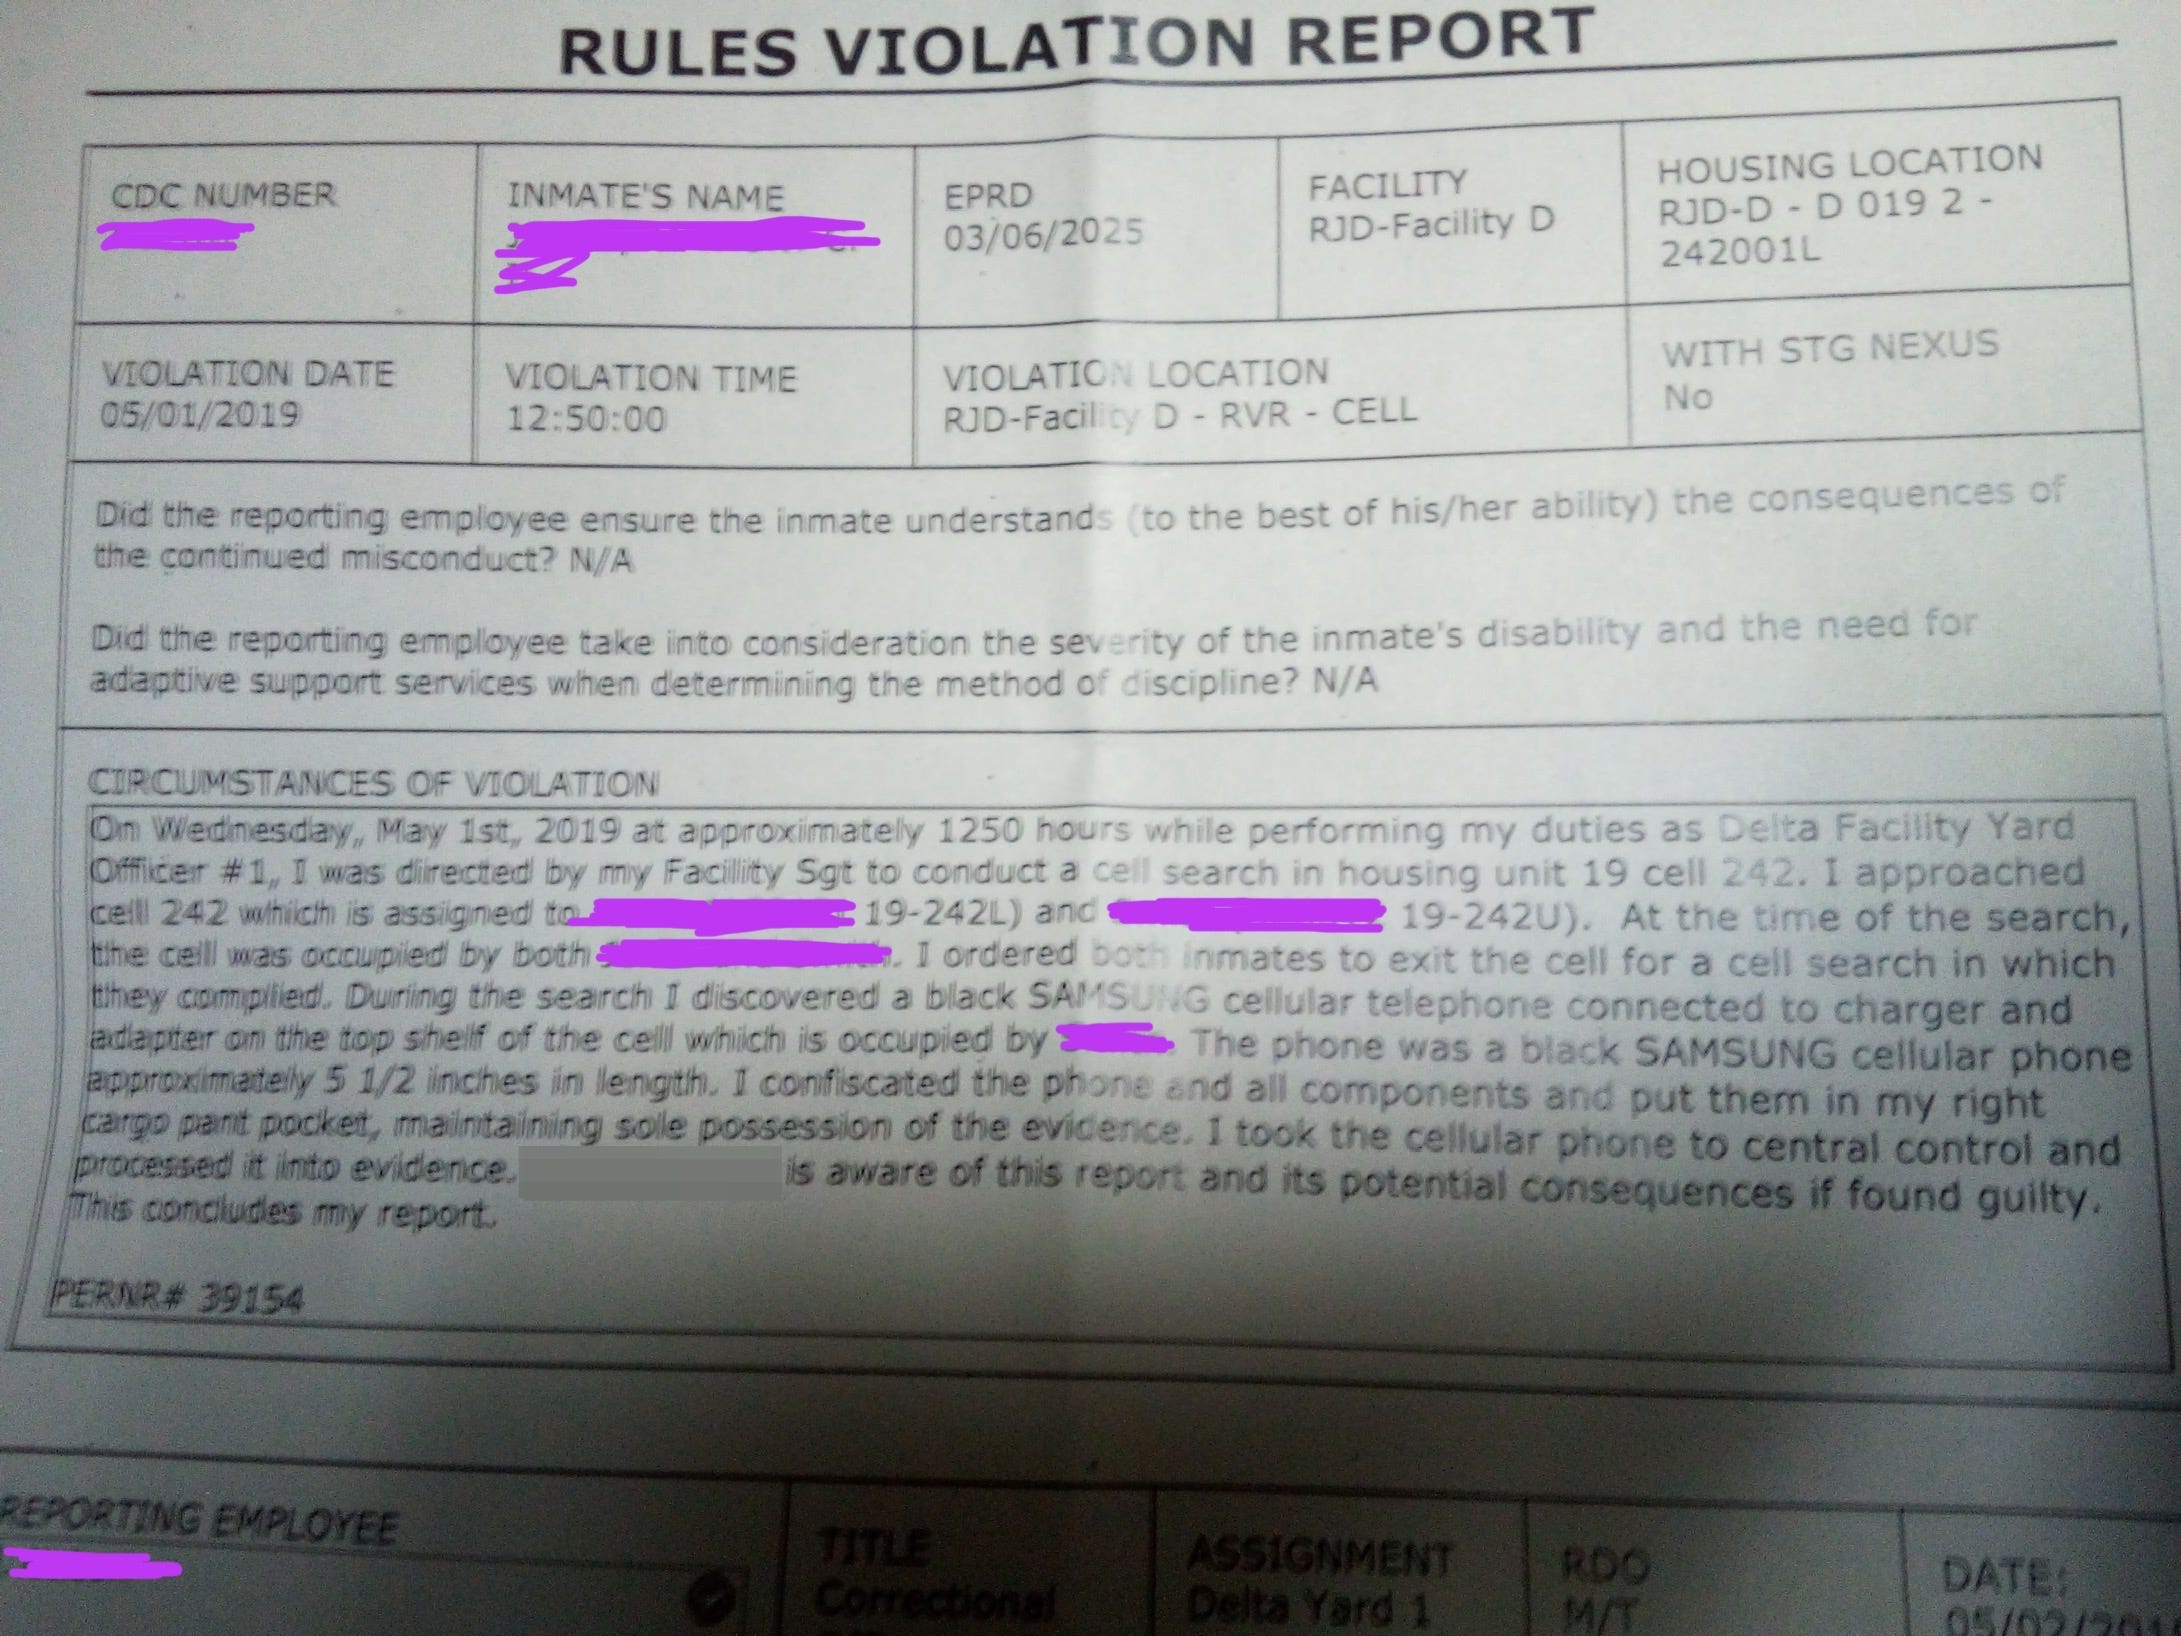 RULES VIOLATION REPORT
CDC NUMBER
INMATE'S NAME
EPRD
03/06/2025
FACILITY
RJD-Facility D
HOUSING LOCATION
RJD-D - D 019 2 -
242001L
VIOLATION DATE
05/01/2019
VIOLATION TIME
12:50:00
VIOLATION LOCATION
RJD-Facility D - RVR - CELL
WITH STG NEXUS
No
Did the reporting employee ensure the inmate understands (to the best of his/her ability) the consequences of
the continued misconduct? N/A
Did the reporting employee take into consideration the severity of the inmate's disability and the need for
adaptive support services when determining the method of discipline? N/A
CIRCUMSTANCES OF VIOLATION
On Wednesday, May 1st, 2019 at approximately 1250 hours while performing my duties as Delta Facility Yard
Officer #1, I was directed by my Facility Sgt to conduct a cell search in housing unit 19 cell 242. I approached
cell 242 which is assigned to 19-242L) and 19-242U). At the time of the search,
the cell was occupied by both . I ordered both inmates to exit the cell for a cell search in which
they complied. During the search I discovered a black SAMSUNG cellular telephone connected to charger and
adapter on the top shelf of the cell which is occupied by The phone was a black SAMSUNG cellular phone
approximately 5 1/2 inches in length. I confiscated the phone and all components and put them in my right
cargo pant pocket, maintaining sole possession of the evidence. I took the cellular phone to central control and
processed it into evidence. is aware of this report and its potential consequences if found guilty.
This concludes my report.
PERNR# 39154
REPORTING EMPLOYEE
TITLE
Correctional
ASSIGNMENT
Delta Yard 1
RDO
M/T
DATE: